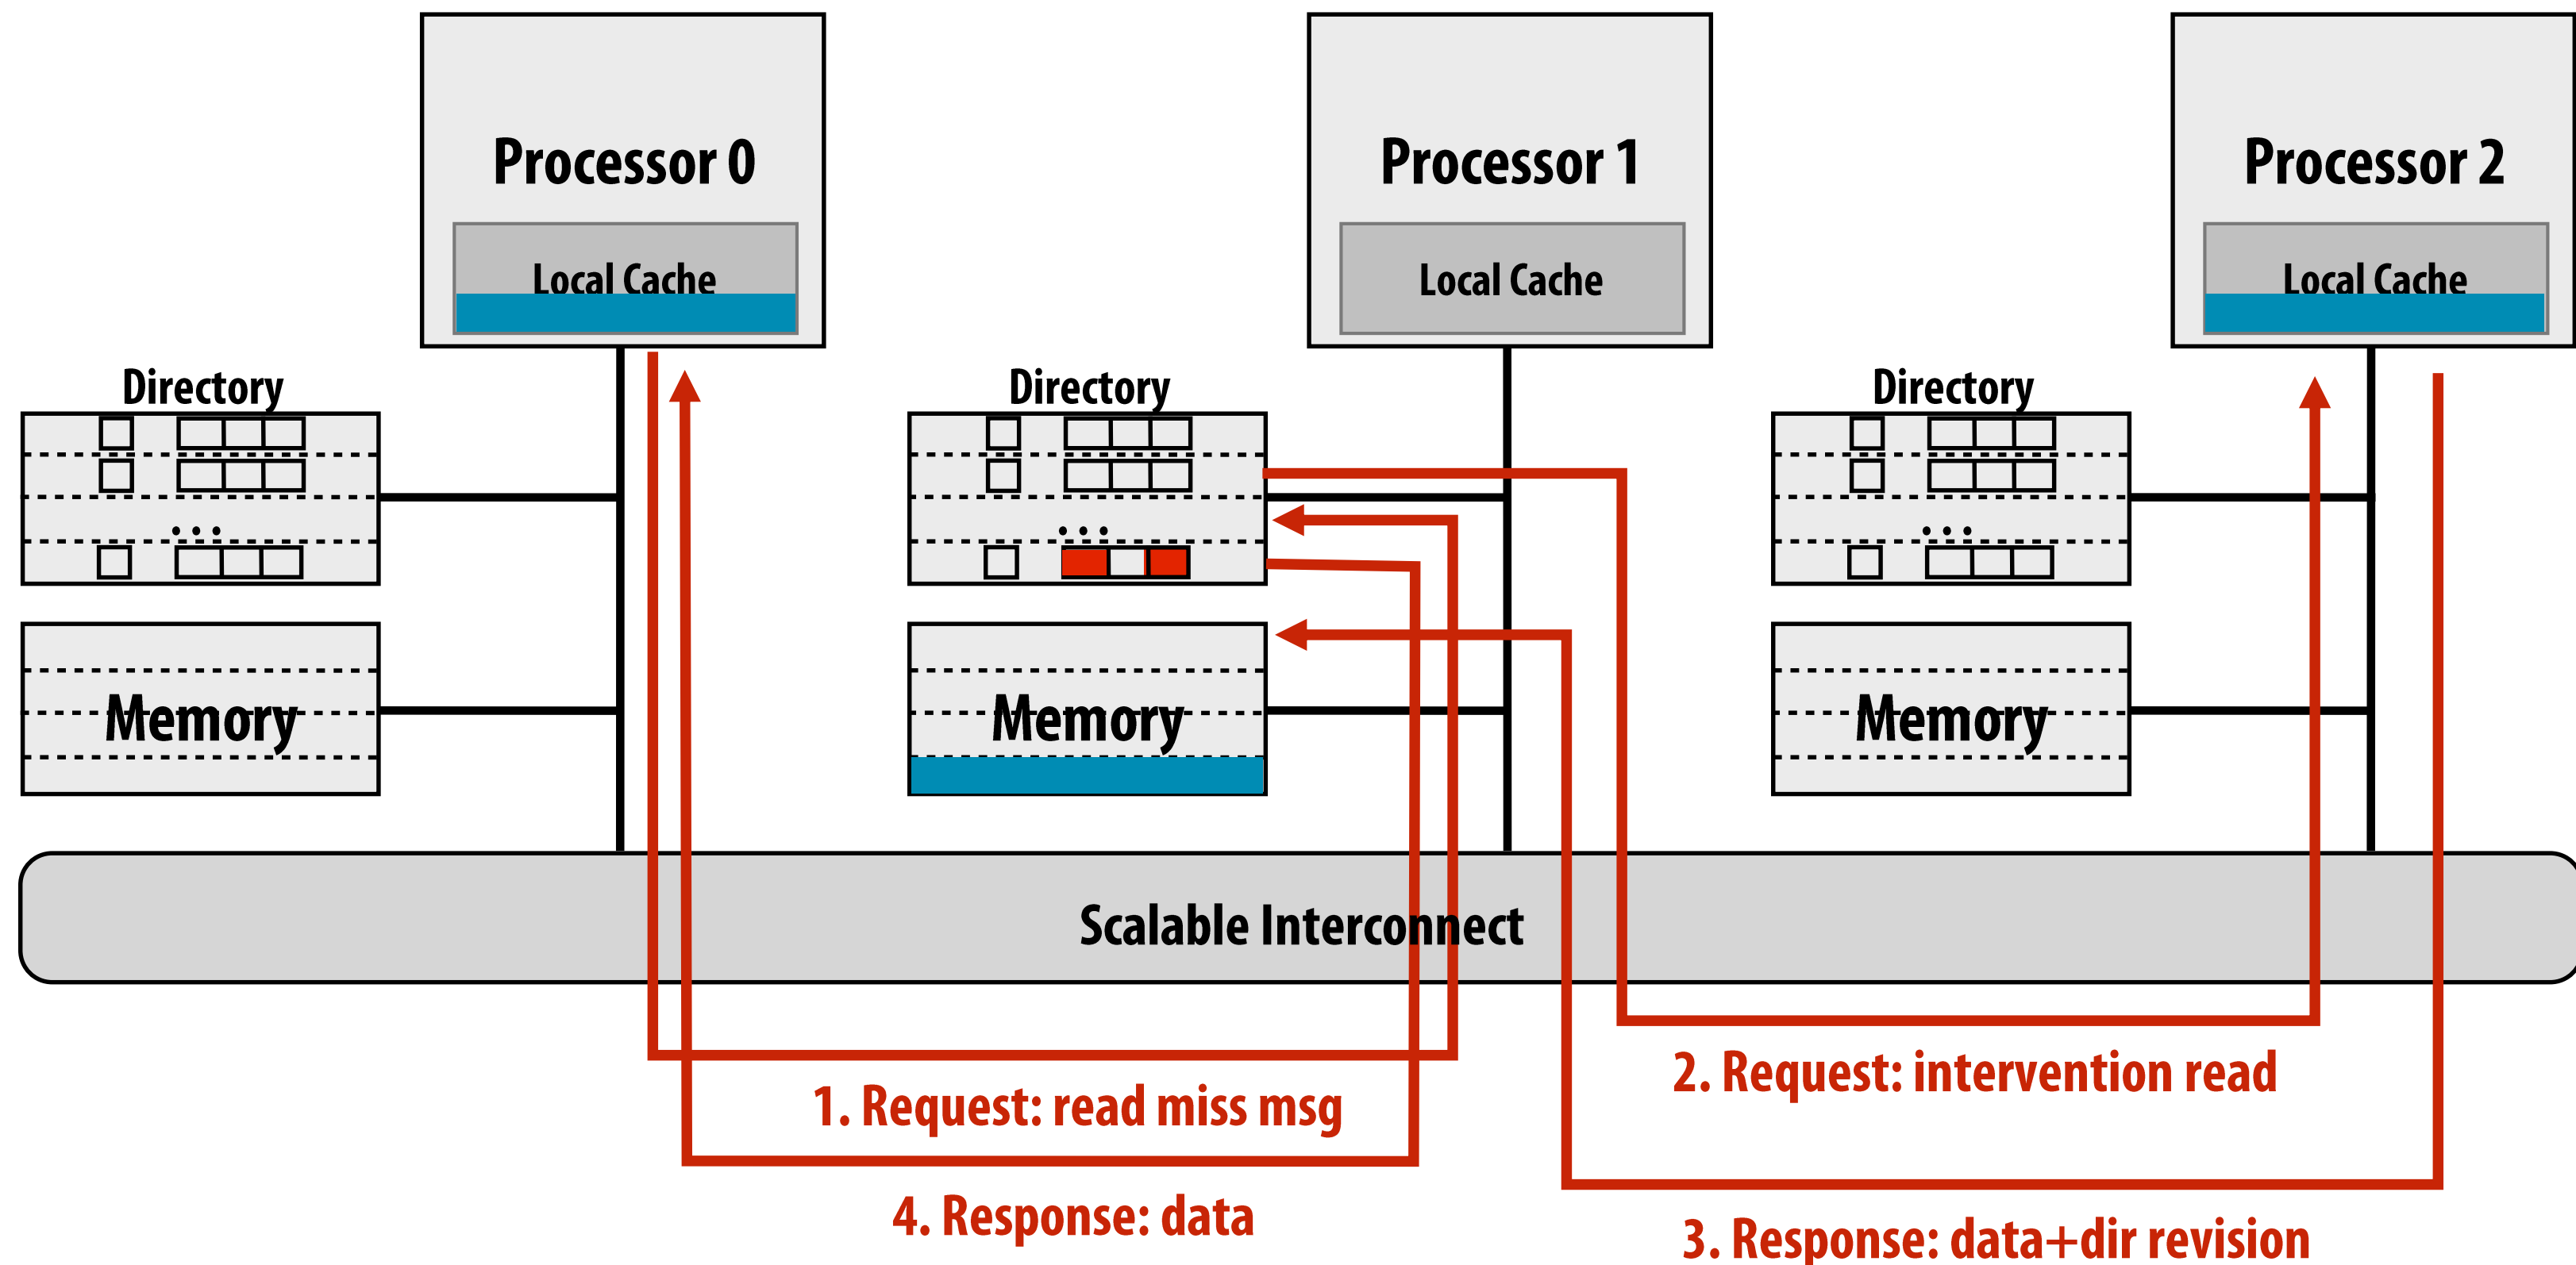 Processor 0
Processor 1
Processor 2
Local Cache
Local Cache
Local Cache
Directory
Directory
Directory
• • •
• • •
• • •
Memory
Memory
Memory
Scalable Interconnect
2. Request: intervention read
1. Request: read miss msg
4. Response: data
3. Response: data+dir revision